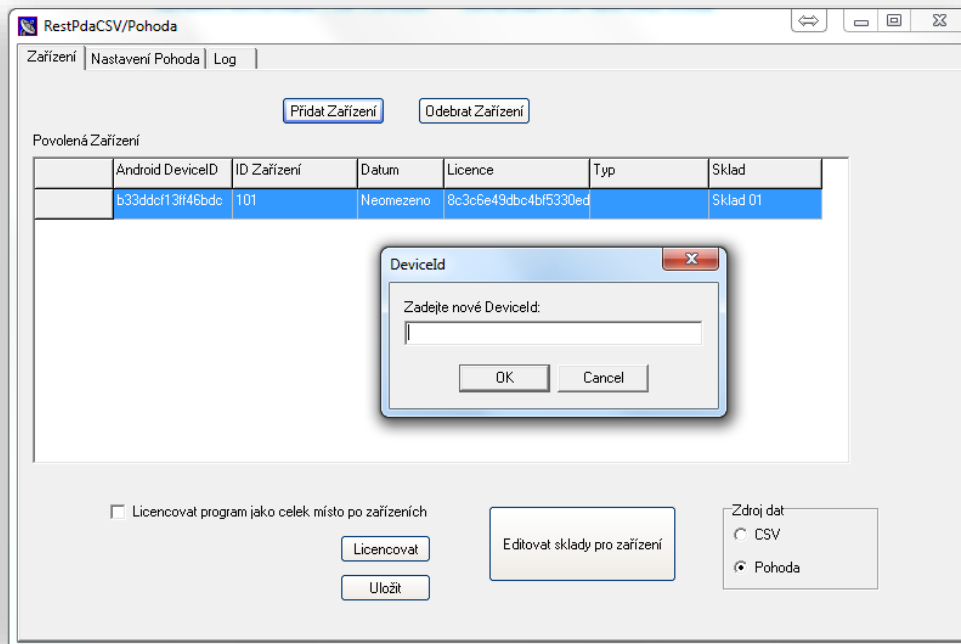 RestPdaCSV/Pohoda
Zařízení Nastavení Pohoda Log
Přidat Zařízení Odebrat Zařízení
Povolená Zařízení
Android DeviceID ID Zařízení Datum Licence Typ Sklad
b33ddcf13ff46bdc 101 Neomezeno 8c3c6e49dbc4bf5330ed Sklad 01
DeviceId
Zadejte nové DeviceId:
OK Cancel
Licencovat program jako celek místo po zařízeních
Licencovat
Uložit
Editovat sklady pro zařízení
Zdroj dat
CSV
Pohoda